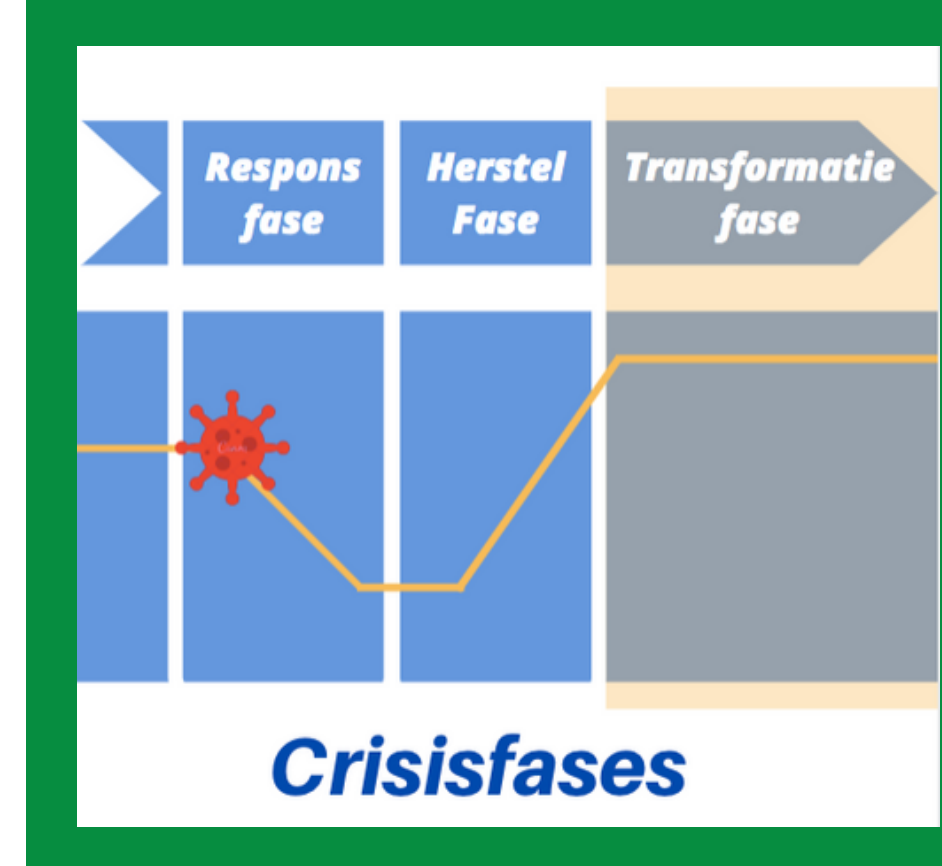 Respons
fase
Herstel
Fase
Transformatie
fase
Crisisfases